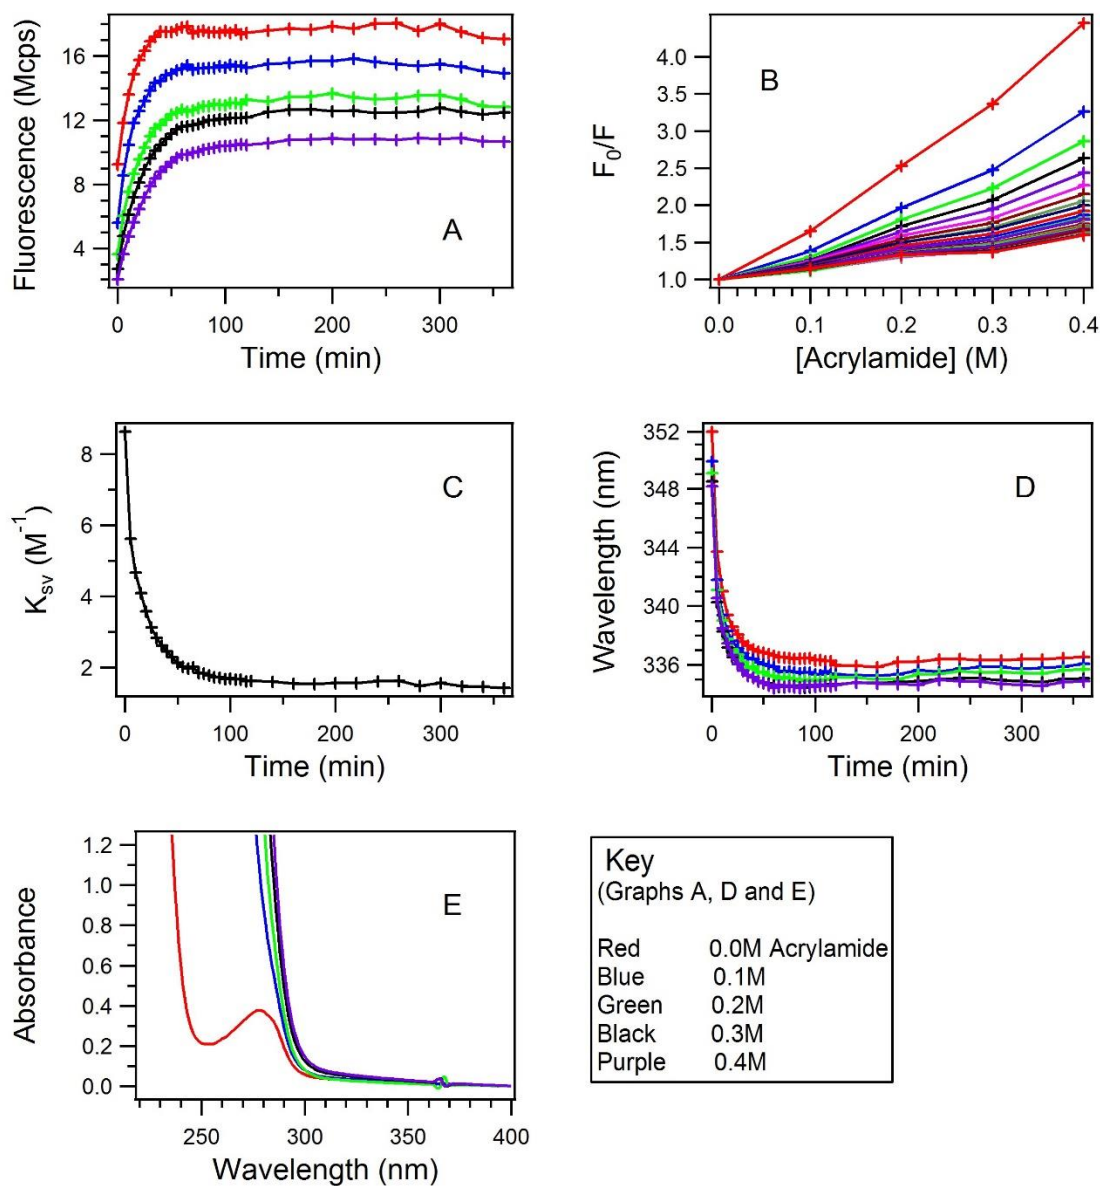 Fluorescence (Mcps)
16
12
8
4
A
0
100
200
300
Time (min)
F0/F
4.0
3.5
3.0
2.5
2.0
1.5
1.0
B
0.0
0.1
0.2
0.3
0.4
[Acrylamide] (M)
Ksv (M-1)
8
6
4
2
C
0
100
200
300
Time (min)
Wavelength (nm)
352
348
344
340
336
D
0
100
200
300
Time (min)
Absorbance
1.2
1.0
0.8
0.6
0.4
0.2
0.0
E
250
300
350
400
Wavelength (nm)
Key
(Graphs A, D and E)
Red 0.0M Acrylamide
Blue 0.1M
Green 0.2M
Black 0.3M
Purple 0.4M